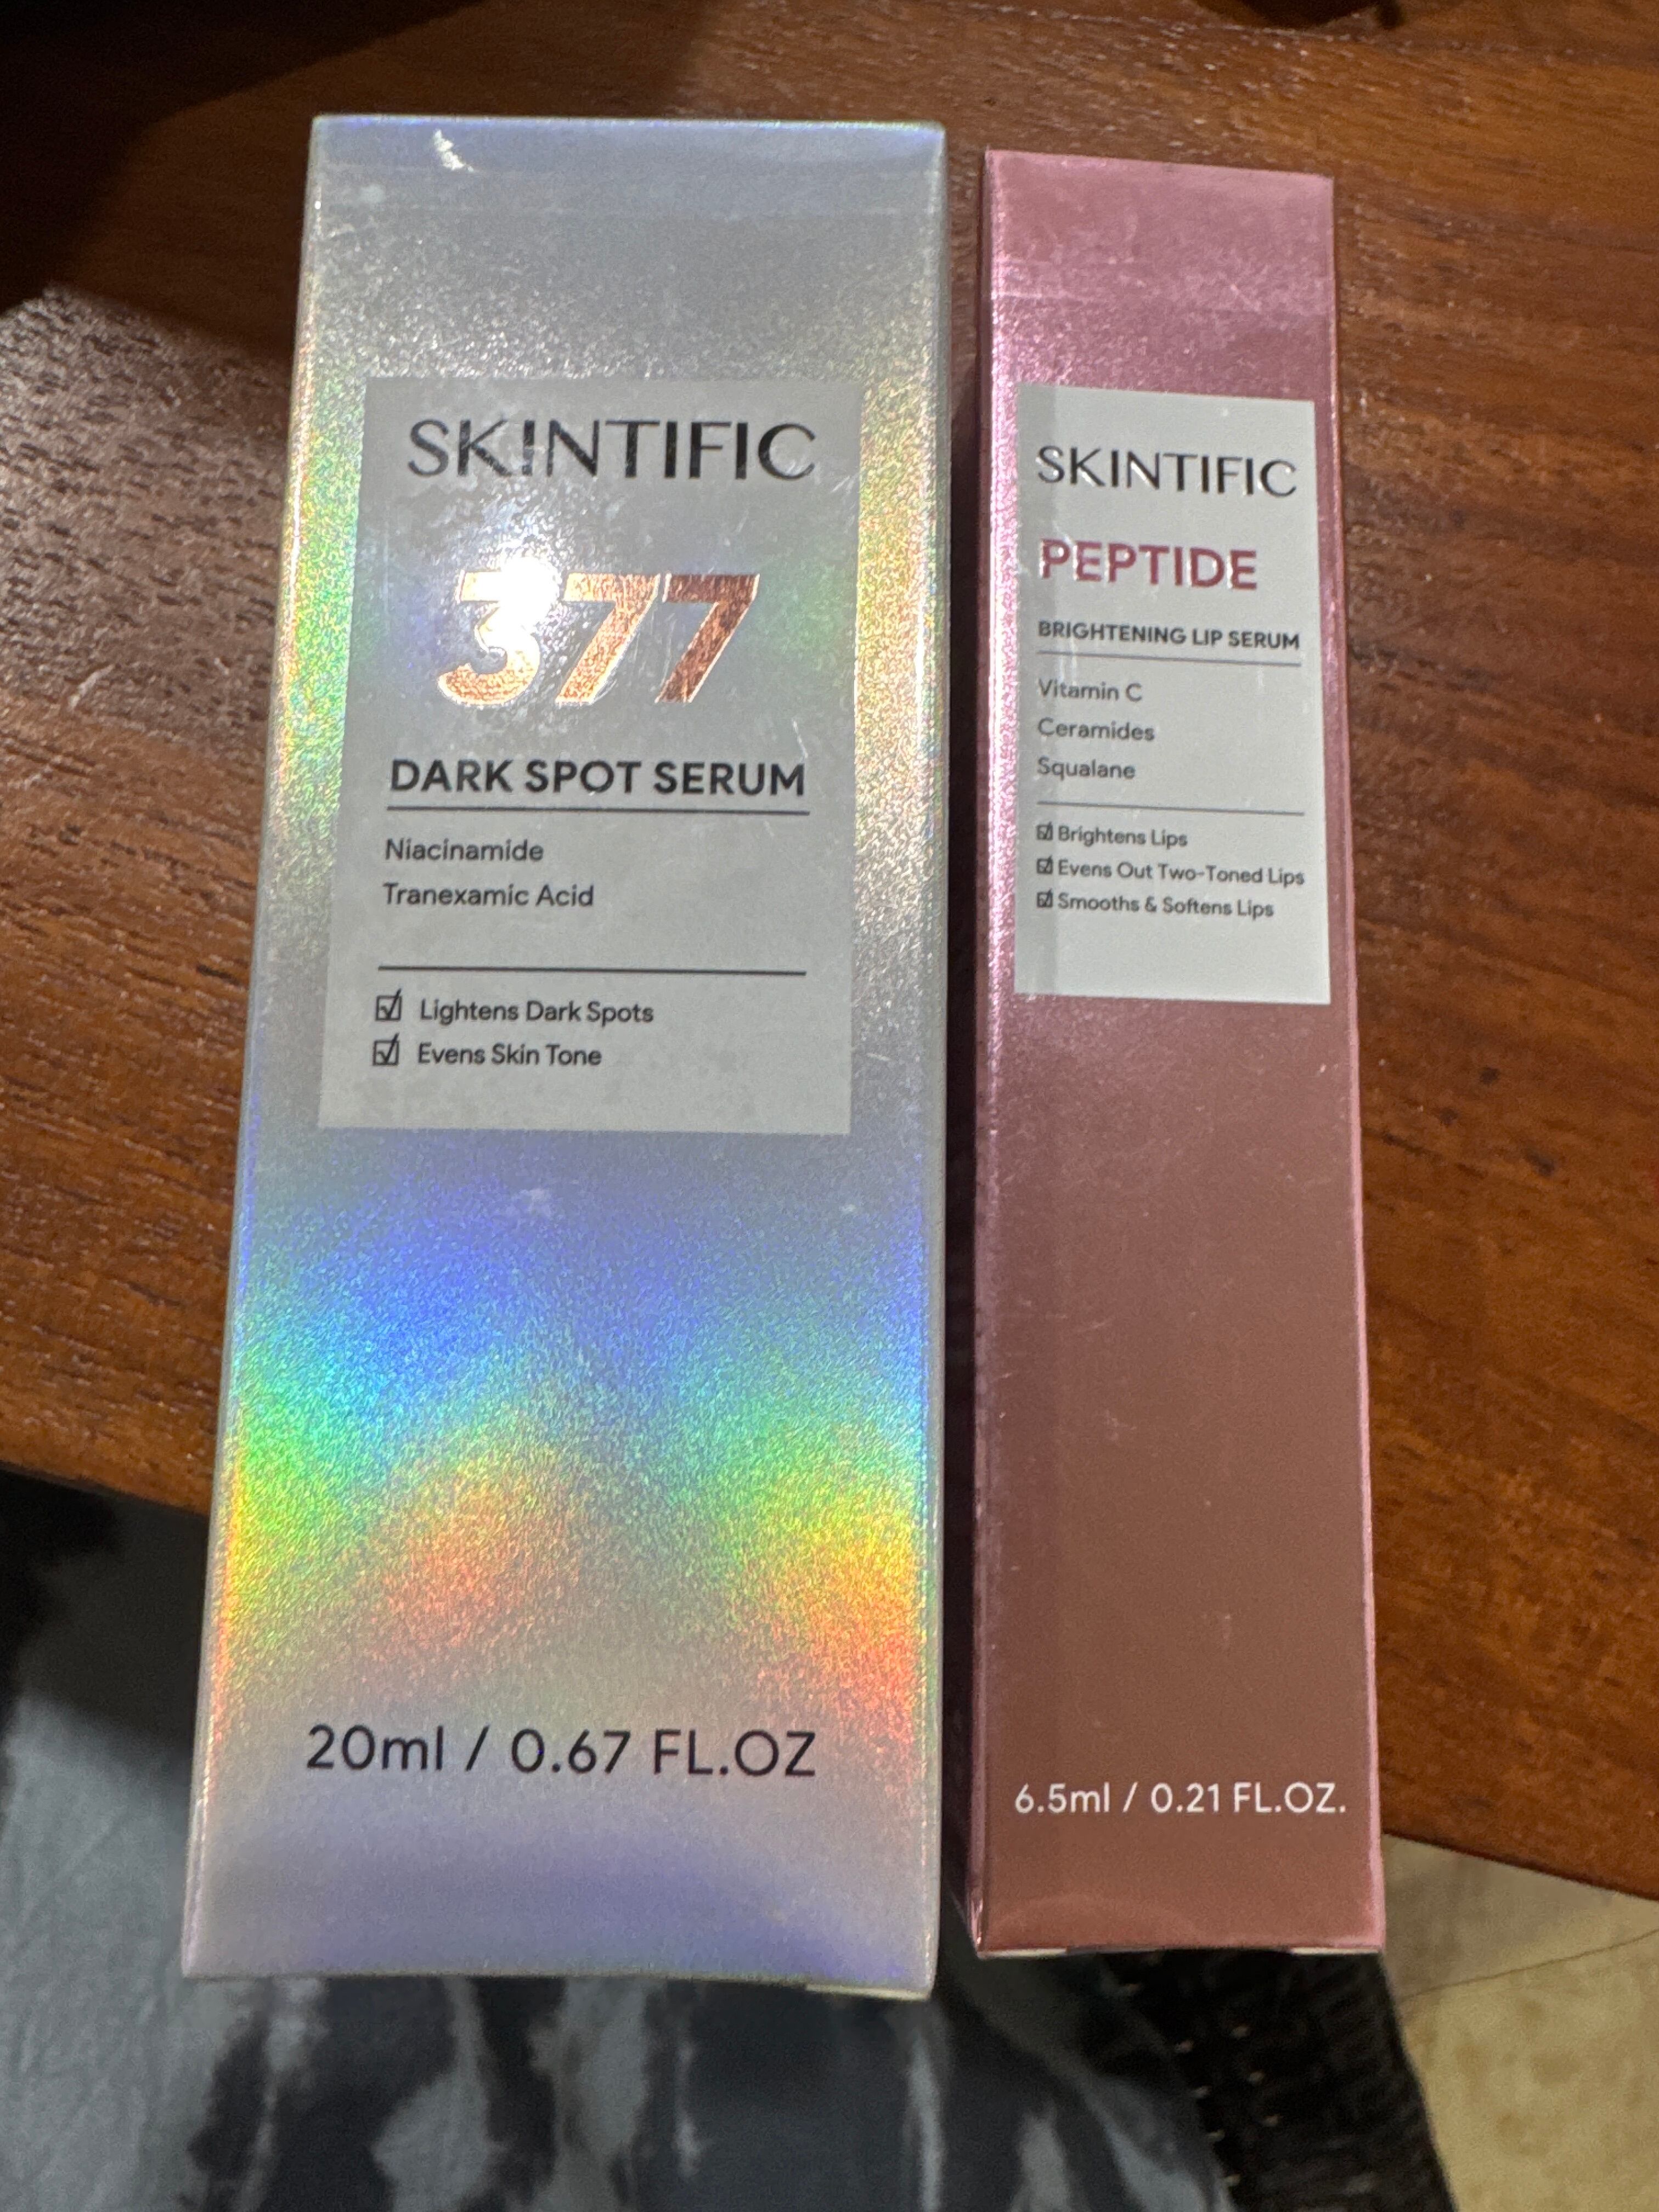 SKINTIFIC
377
DARK SPOT SERUM
Niacinamide
Tranexamic Acid
Lightens Dark Spots
Evens Skin Tone
20ml / 0.67 FL.OZ
SKINTIFIC
PEPTIDE
BRIGHTENING LIP SERUM
Vitamin C
Ceramides
Squalane
Brightens Lips
Evens Out Two-Toned Lips
Smooths & Softens Lips
6.5ml / 0.21 FL.OZ.